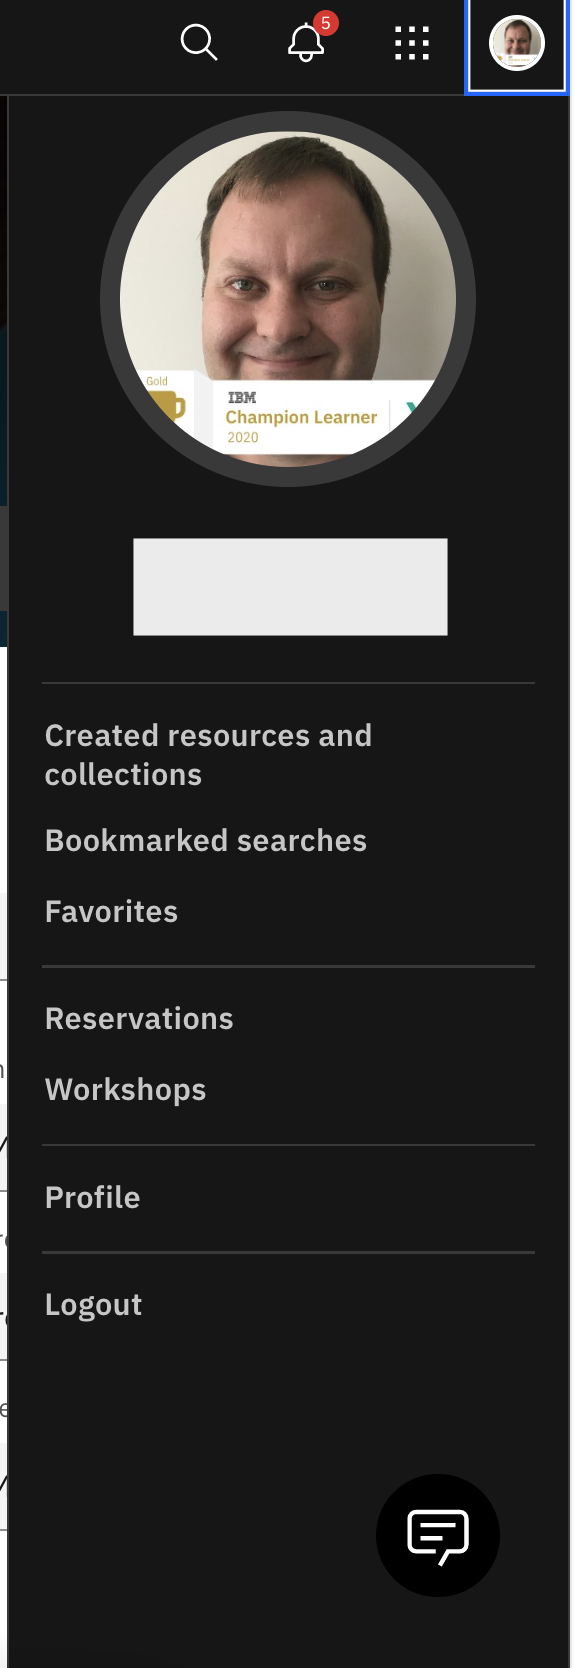 5
Gold
IBM
Champion Learner
2020
Created resources and
collections
Bookmarked searches
Favorites
Reservations
Workshops
Profile
Logout